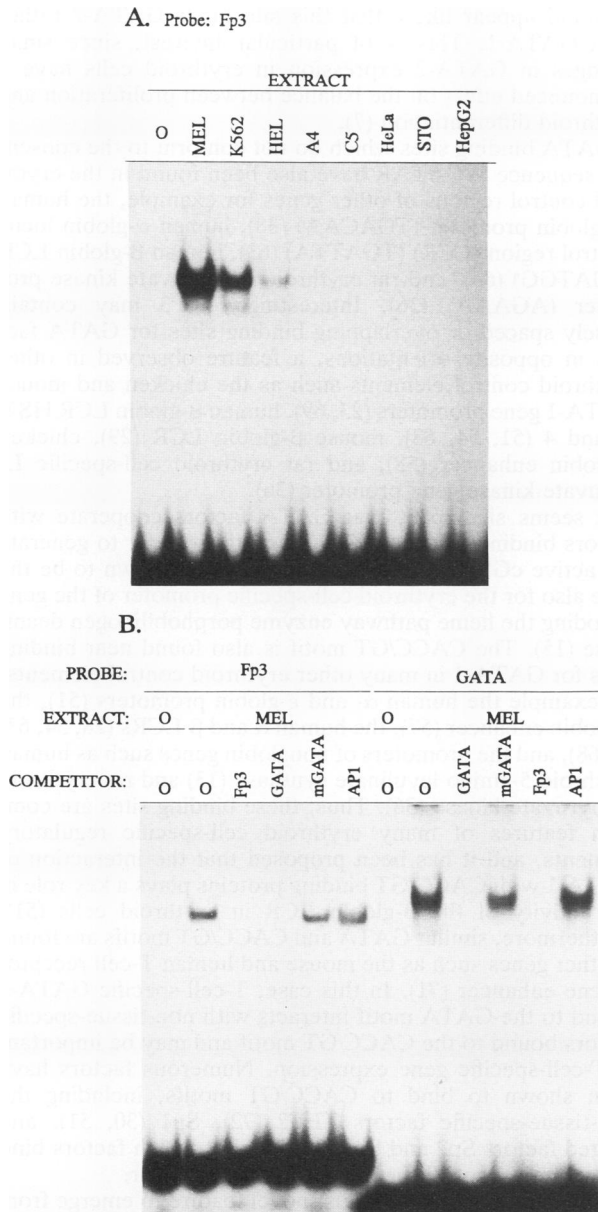 A. Probe: Fp3
EXTRACT
O MEL K562 HEL A4 C5 HeLa STO HepG2
B.
PROBE: Fp3 GATA
EXTRACT: O MEL O MEL
COMPETITOR: O O Fp3 GATA mGATA AP1 O O GATA mGATA Fp3 AP1